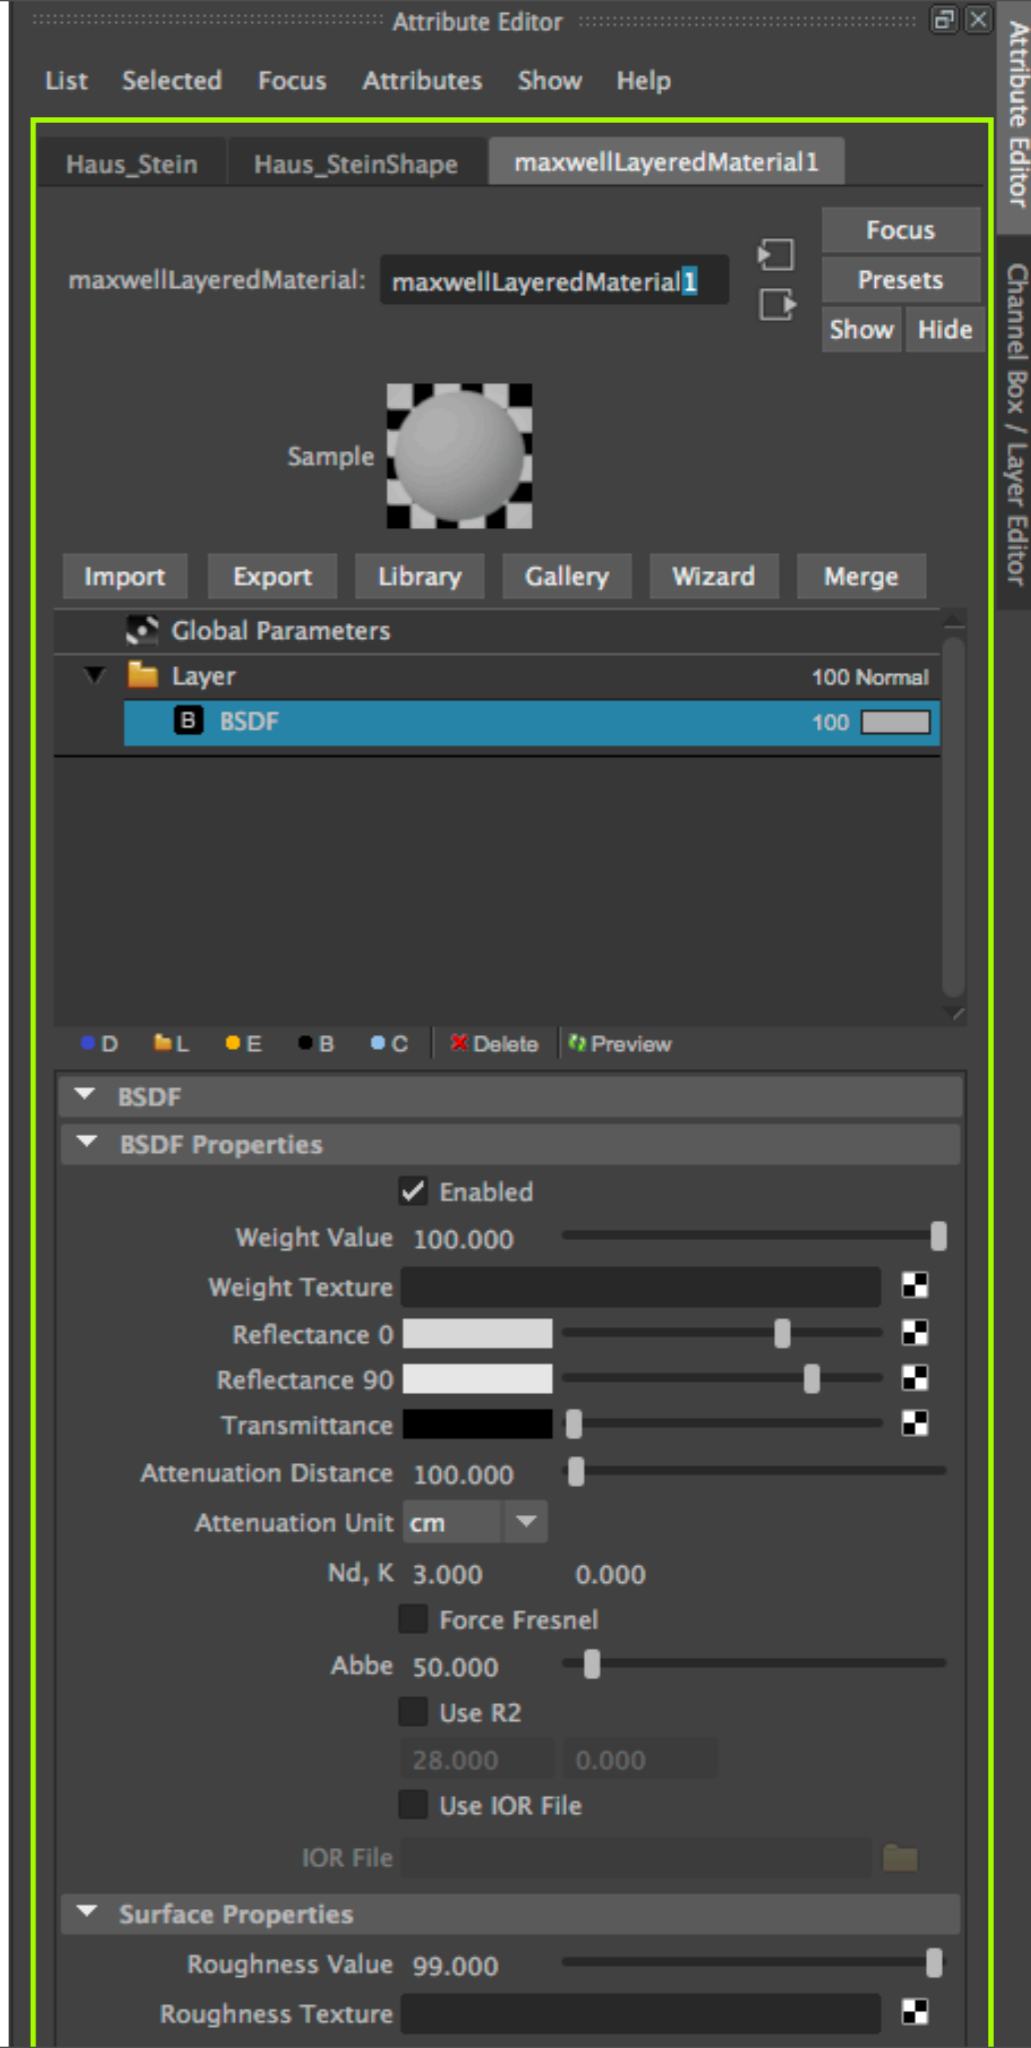 Attribute Editor
List Selected Focus Attributes Show Help
Attribute Editor
Channel Box / Layer Editor
Haus_Stein Haus_SteinShape maxwellLayeredMaterial1
Focus
maxwellLayeredMaterial: maxwellLayeredMaterial1
Presets
Show Hide
Sample
Import Export Library Gallery Wizard Merge
Global Parameters
Layer 100 Normal
B BSDF 100
D L E B C Delete Preview
BSDF
BSDF Properties
Enabled
Weight Value 100.000
Weight Texture
Reflectance 0
Reflectance 90
Transmittance
Attenuation Distance 100.000
Attenuation Unit cm
Nd, K 3.000 0.000
Force Fresnel
Abbe 50.000
Use R2
28.000 0.000
Use IOR File
IOR File
Surface Properties
Roughness Value 99.000
Roughness Texture